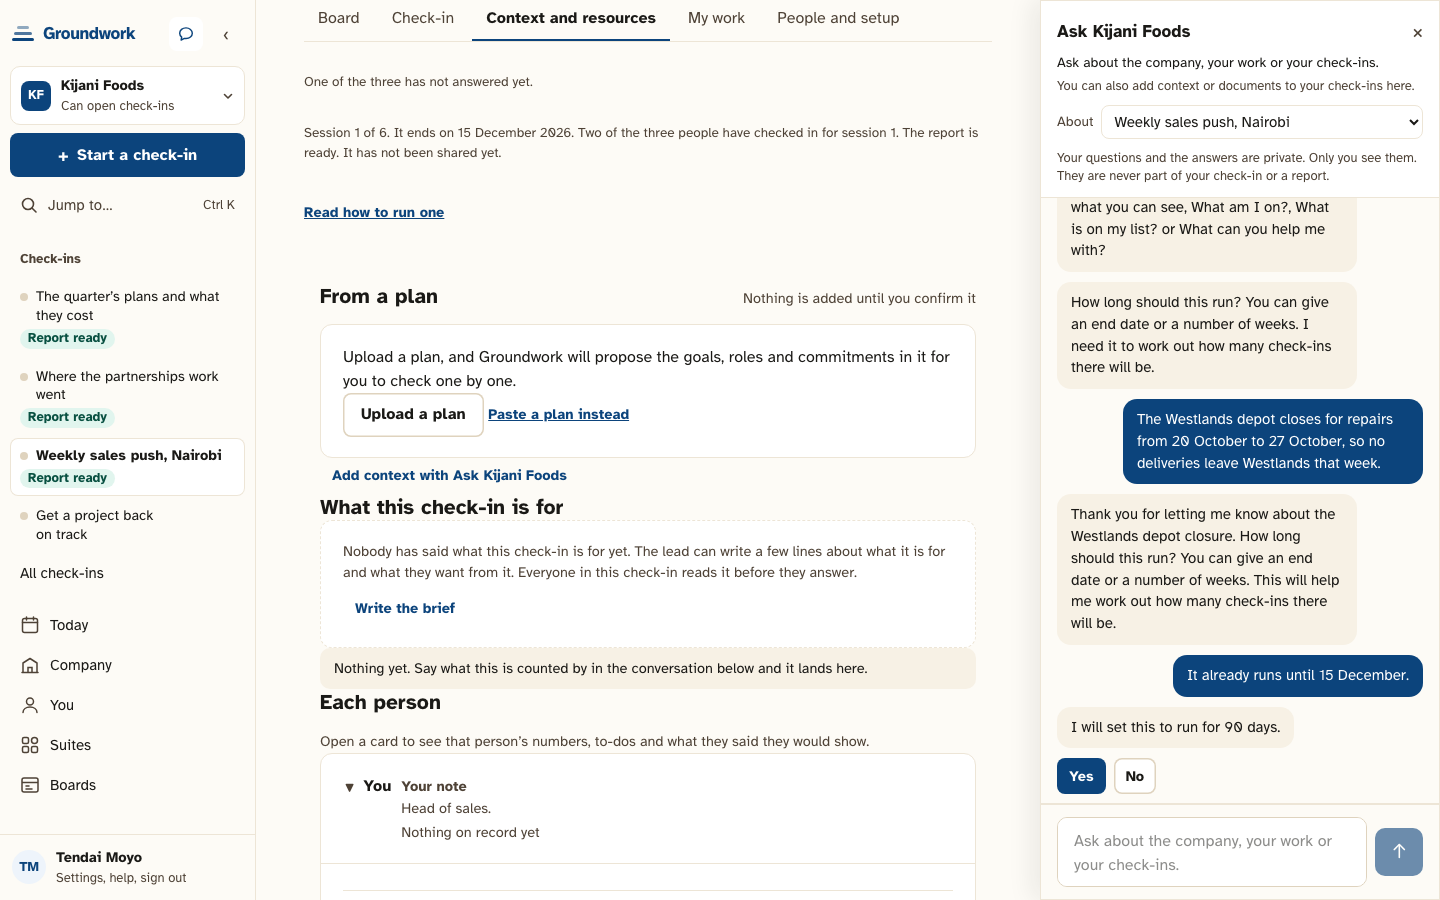 Groundwork
KF
Kijani Foods
Can open check-ins
+ Start a check-in
Jump to...
Ctrl K
Check-ins
The quarter's plans and what
they cost
Report ready
Where the partnerships work
went
Report ready
Weekly sales push, Nairobi
Report ready
Get a project back
on track
All check-ins
Today
Company
You
Suites
Boards
TM
Tendai Moyo
Settings, help, sign out
Board
Check-in
Context and resources
My work
People and setup
One of the three has not answered yet.
Session 1 of 6. It ends on 15 December 2026. Two of the three people have checked in for session 1. The report is
ready. It has not been shared yet.
Read how to run one
From a plan
Nothing is added until you confirm it
Upload a plan, and Groundwork will propose the goals, roles and commitments in it for
you to check one by one.
Upload a plan
Paste a plan instead
Add context with Ask Kijani Foods
What this check-in is for
Nobody has said what this check-in is for yet. The lead can write a few lines about what it is for
and what they want from it. Everyone in this check-in reads it before they answer.
Write the brief
Nothing yet. Say what this is counted by in the conversation below and it lands here.
Each person
Open a card to see that person's numbers, to-dos and what they said they would show.
You
Your note
Head of sales.
Nothing on record yet
Ask Kijani Foods
Ask about the company, your work or your check-ins.
You can also add context or documents to your check-ins here.
About
Weekly sales push, Nairobi
Your questions and the answers are private. Only you see them.
They are never part of your check-in or a report.
what you can see, What am I on?, What
is on my list? or What can you help me
with?
How long should this run? You can give
an end date or a number of weeks. I
need it to work out how many check-ins
there will be.
The Westlands depot closes for repairs
from 20 October to 27 October, so no
deliveries leave Westlands that week.
Thank you for letting me know about the
Westlands depot closure. How long
should this run? You can give an end
date or a number of weeks. This will help
me work out how many check-ins there
will be.
It already runs until 15 December.
I will set this to run for 90 days.
Yes
No
Ask about the company, your work or
your check-ins.